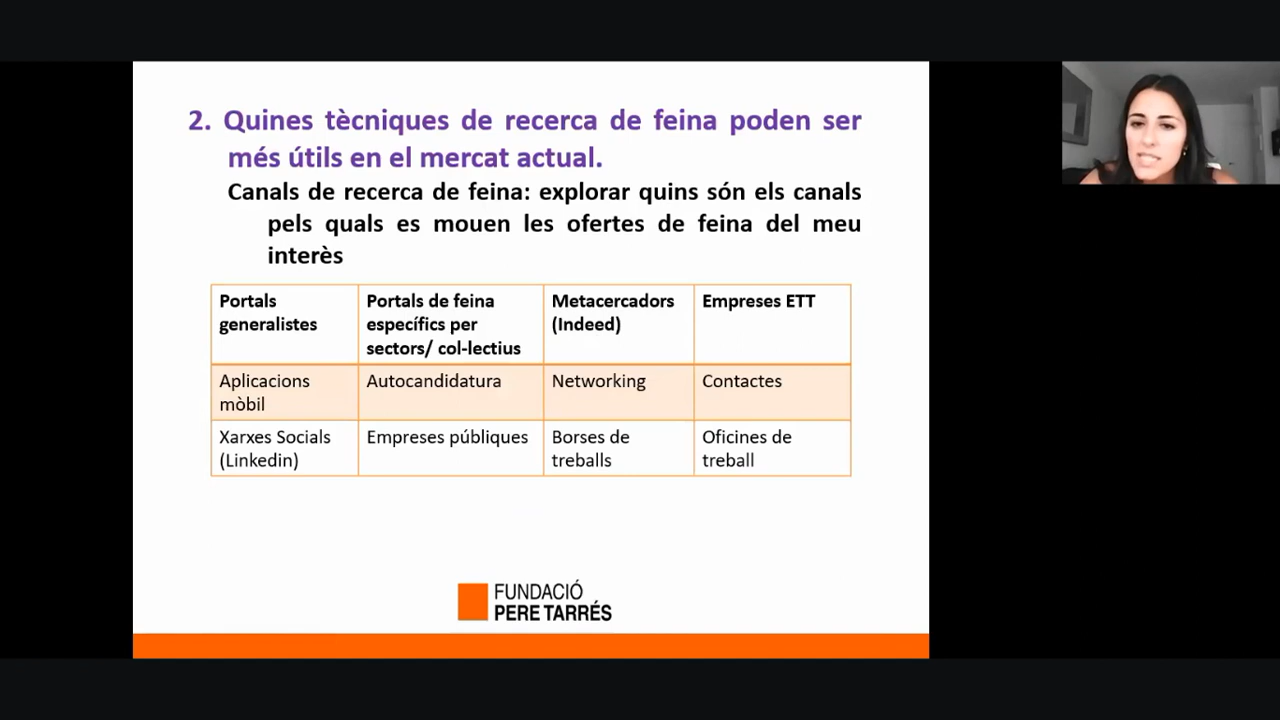 2. Quines tècniques de recerca de feina poden ser
més útils en el mercat actual.
Canals de recerca de feina: explorar quins són els canals
pels quals es mouen les ofertes de feina del meu
interès
Portals
generalistes
Portals de feina
específics per
sectors/ col-lectius
Metacercadors
(Indeed)
Empreses ETT
Aplicacions
mòbil
Autocandidatura
Networking
Contactes
Xarxes Socials
(Linkedin)
Empreses públiques
Borses de
treballs
Oficines de
treball
FUNDACIÓ
PERE TARRÉS